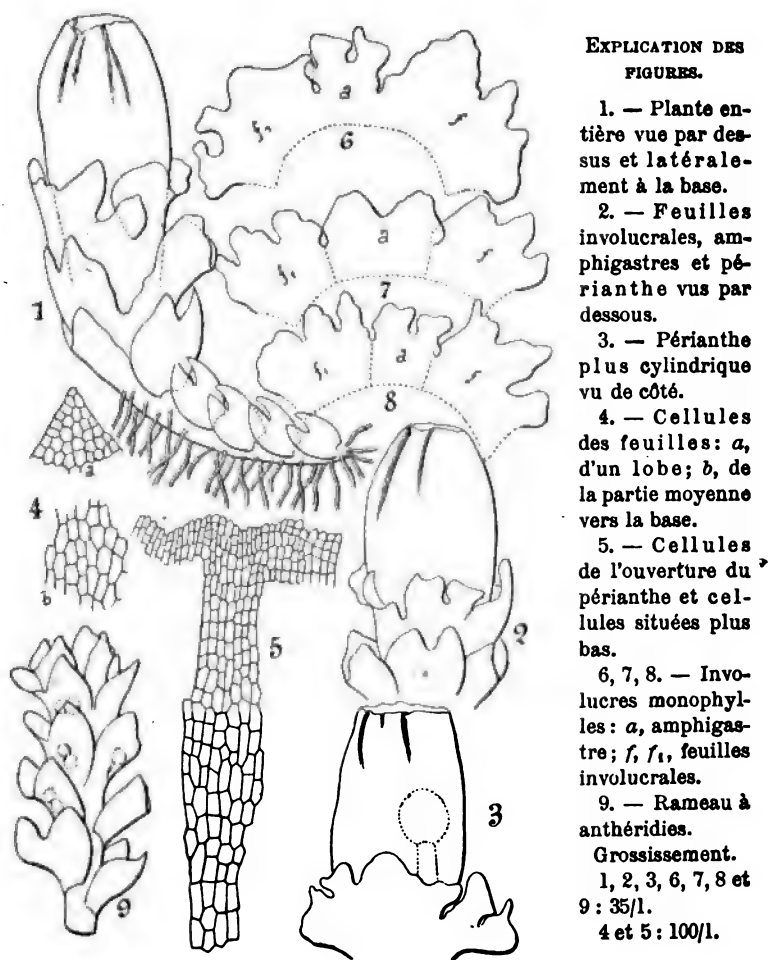 EXPLICATION DES
FIGURES.
1. — Plante en-
tière vue par des-
sus et latérale-
ment à la base.
2. — Feuilles
involucrales, am-
phigastres et pé-
rianthe vus par
dessous.
3. — Périanthe
plus cylindrique
vu de côté.
4. — Cellules
des feuilles: a,
d'un lobe; b, de
la partie moyenne
vers la base.
5. — Cellules
de l'ouverture du
périanthe et cel-
lules situées plus
bas.
6, 7, 8. — Invo-
lucres monophyl-
les: a, amphigas-
tre; f, f₁, feuilles
involucrales.
9. — Rameau à
anthéridies.
Grossissement.
1, 2, 3, 6, 7, 8 et
9: 35/1.
4 et 5: 100/1.
a
f₁ f
6
a
f₁ f
7
1
a
f₁ f
8
a
4
b
5
2
3
9